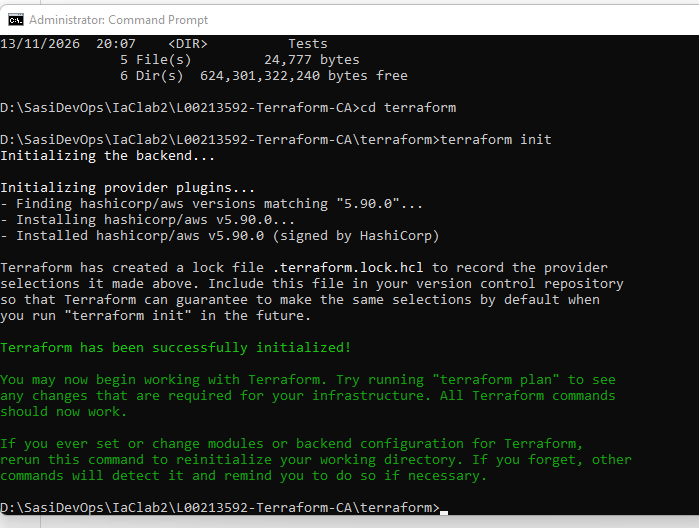 Administrator: Command Prompt
13/11/2026  20:07    <DIR>          Tests
               5 File(s)         24,777 bytes
               6 Dir(s)  624,301,322,240 bytes free
D:\SasiDevOps\IaClab2\L00213592-Terraform-CA>cd terraform
D:\SasiDevOps\IaClab2\L00213592-Terraform-CA\terraform>terraform init
Initializing the backend...
Initializing provider plugins...
- Finding hashicorp/aws versions matching "5.90.0"...
- Installing hashicorp/aws v5.90.0...
- Installed hashicorp/aws v5.90.0 (signed by HashiCorp)
Terraform has created a lock file .terraform.lock.hcl to record the provider
selections it made above. Include this file in your version control repository
so that Terraform can guarantee to make the same selections by default when
you run "terraform init" in the future.
Terraform has been successfully initialized!
You may now begin working with Terraform. Try running "terraform plan" to see
any changes that are required for your infrastructure. All Terraform commands
should now work.
If you ever set or change modules or backend configuration for Terraform,
rerun this command to reinitialize your working directory. If you forget, other
commands will detect it and remind you to do so if necessary.
D:\SasiDevOps\IaClab2\L00213592-Terraform-CA\terraform>